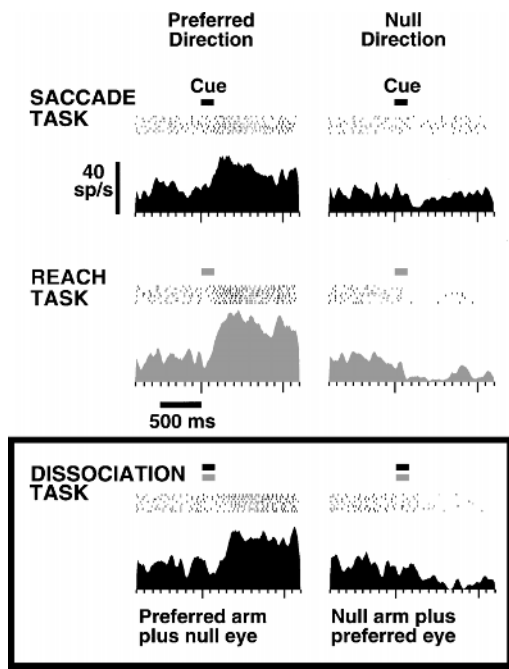 Preferred
Direction
Null
Direction
Cue
Cue
SACCADE
TASK
40
sp/s
REACH
TASK
500 ms
DISSOCIATION
TASK
Preferred arm
plus null eye
Null arm plus
preferred eye